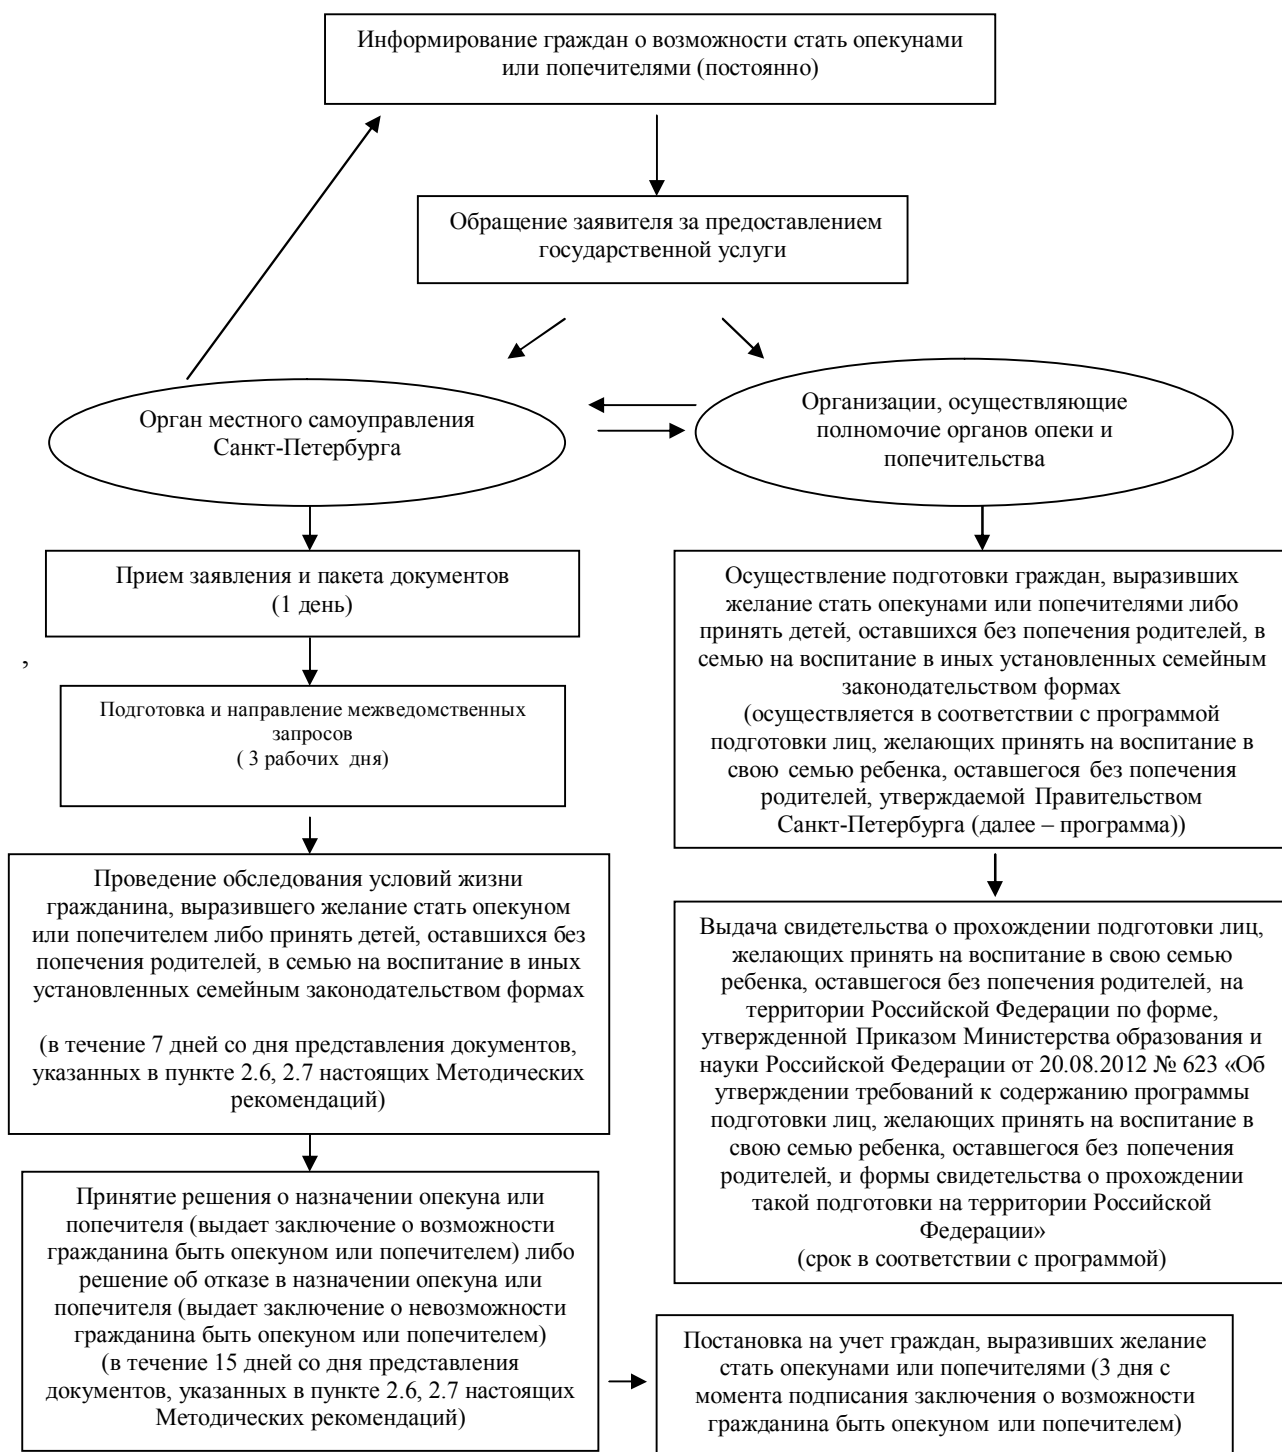 Информирование граждан о возможности стать опекунами
или попечителями (постоянно)
Обращение заявителя за предоставлением
государственной услуги
Орган местного самоуправления
Санкт-Петербурга
Организации, осуществляющие
полномочие органов опеки и
попечительства
Прием заявления и пакета документов
(1 день)
,
Подготовка и направление межведомственных
запросов
( 3 рабочих дня)
Проведение обследования условий жизни
гражданина, выразившего желание стать опекуном
или попечителем либо принять детей, оставшихся без
попечения родителей, в семью на воспитание в иных
установленных семейным законодательством формах
(в течение 7 дней со дня представления документов,
указанных в пункте 2.6, 2.7 настоящих Методических
рекомендаций)
Принятие решения о назначении опекуна или
попечителя (выдает заключение о возможности
гражданина быть опекуном или попечителем) либо
решение об отказе в назначении опекуна или
попечителя (выдает заключение о невозможности
гражданина быть опекуном или попечителем)
(в течение 15 дней со дня представления
документов, указанных в пункте 2.6, 2.7 настоящих
Методических рекомендаций)
Осуществление подготовки граждан, выразивших
желание стать опекунами или попечителями либо
принять детей, оставшихся без попечения родителей, в
семью на воспитание в иных установленных семейным
законодательством формах
(осуществляется в соответствии с программой
подготовки лиц, желающих принять на воспитание в
свою семью ребенка, оставшегося без попечения
родителей, утверждаемой Правительством
Санкт-Петербурга (далее – программа))
Выдача свидетельства о прохождении подготовки лиц,
желающих принять на воспитание в свою семью
ребенка, оставшегося без попечения родителей, на
территории Российской Федерации по форме,
утвержденной Приказом Министерства образования и
науки Российской Федерации от 20.08.2012 № 623 «Об
утверждении требований к содержанию программы
подготовки лиц, желающих принять на воспитание в
свою семью ребенка, оставшегося без попечения
родителей, и формы свидетельства о прохождении
такой подготовки на территории Российской
Федерации»
(срок в соответствии с программой)
Постановка на учет граждан, выразивших желание
стать опекунами или попечителями (3 дня с
момента подписания заключения о возможности
гражданина быть опекуном или попечителем)